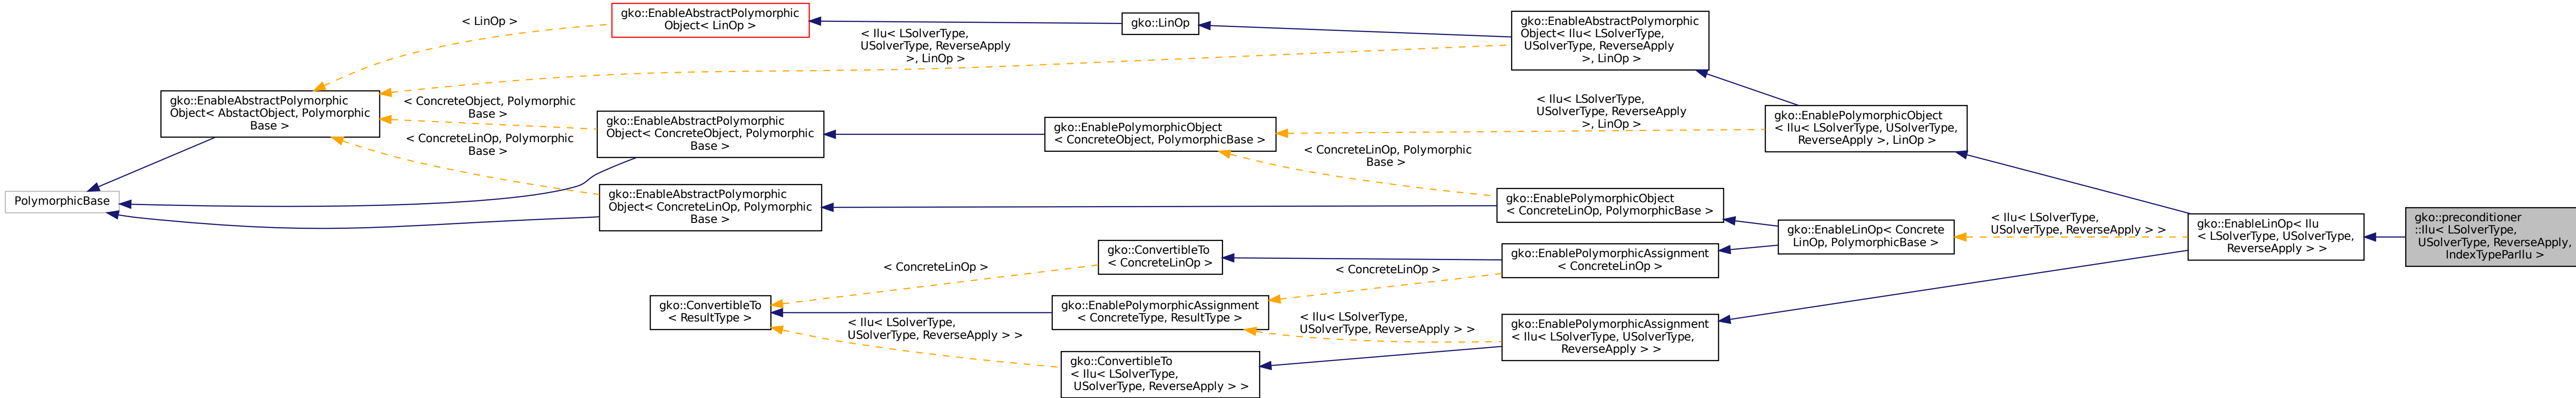 gko::EnableAbstractPolymorphic
Object< LinOp >
< LinOp >
gko::LinOp
gko::EnableAbstractPolymorphic
Object< Ilu< LSolverType,
USolverType, ReverseApply
>, LinOp >
< Ilu< LSolverType,
USolverType, ReverseApply
>, LinOp >
gko::EnableAbstractPolymorphic
Object< AbstactObject, Polymorphic
Base >
< ConcreteObject, Polymorphic
Base >
< ConcreteLinOp, Polymorphic
Base >
gko::EnableAbstractPolymorphic
Object< ConcreteObject, Polymorphic
Base >
gko::EnablePolymorphicObject
< ConcreteObject, PolymorphicBase >
< Ilu< LSolverType,
USolverType, ReverseApply
>, LinOp >
gko::EnablePolymorphicObject
< Ilu< LSolverType, USolverType,
ReverseApply >, LinOp >
< ConcreteLinOp, Polymorphic
Base >
PolymorphicBase
gko::EnableAbstractPolymorphic
Object< ConcreteLinOp, Polymorphic
Base >
gko::EnablePolymorphicObject
< ConcreteLinOp, PolymorphicBase >
gko::EnableLinOp< Concrete
LinOp, PolymorphicBase >
< Ilu< LSolverType,
USolverType, ReverseApply > >
gko::EnableLinOp< Ilu
< LSolverType, USolverType,
ReverseApply > >
gko::preconditioner
::Ilu< LSolverType,
USolverType, ReverseApply,
IndexTypeParIlu >
gko::ConvertibleTo
< ConcreteLinOp >
< ConcreteLinOp >
gko::EnablePolymorphicAssignment
< ConcreteLinOp >
< ConcreteLinOp >
gko::ConvertibleTo
< ResultType >
gko::EnablePolymorphicAssignment
< ConcreteType, ResultType >
< Ilu< LSolverType,
USolverType, ReverseApply > >
< Ilu< LSolverType,
USolverType, ReverseApply > >
gko::EnablePolymorphicAssignment
< Ilu< LSolverType, USolverType,
ReverseApply > >
gko::ConvertibleTo
< Ilu< LSolverType,
USolverType, ReverseApply > >